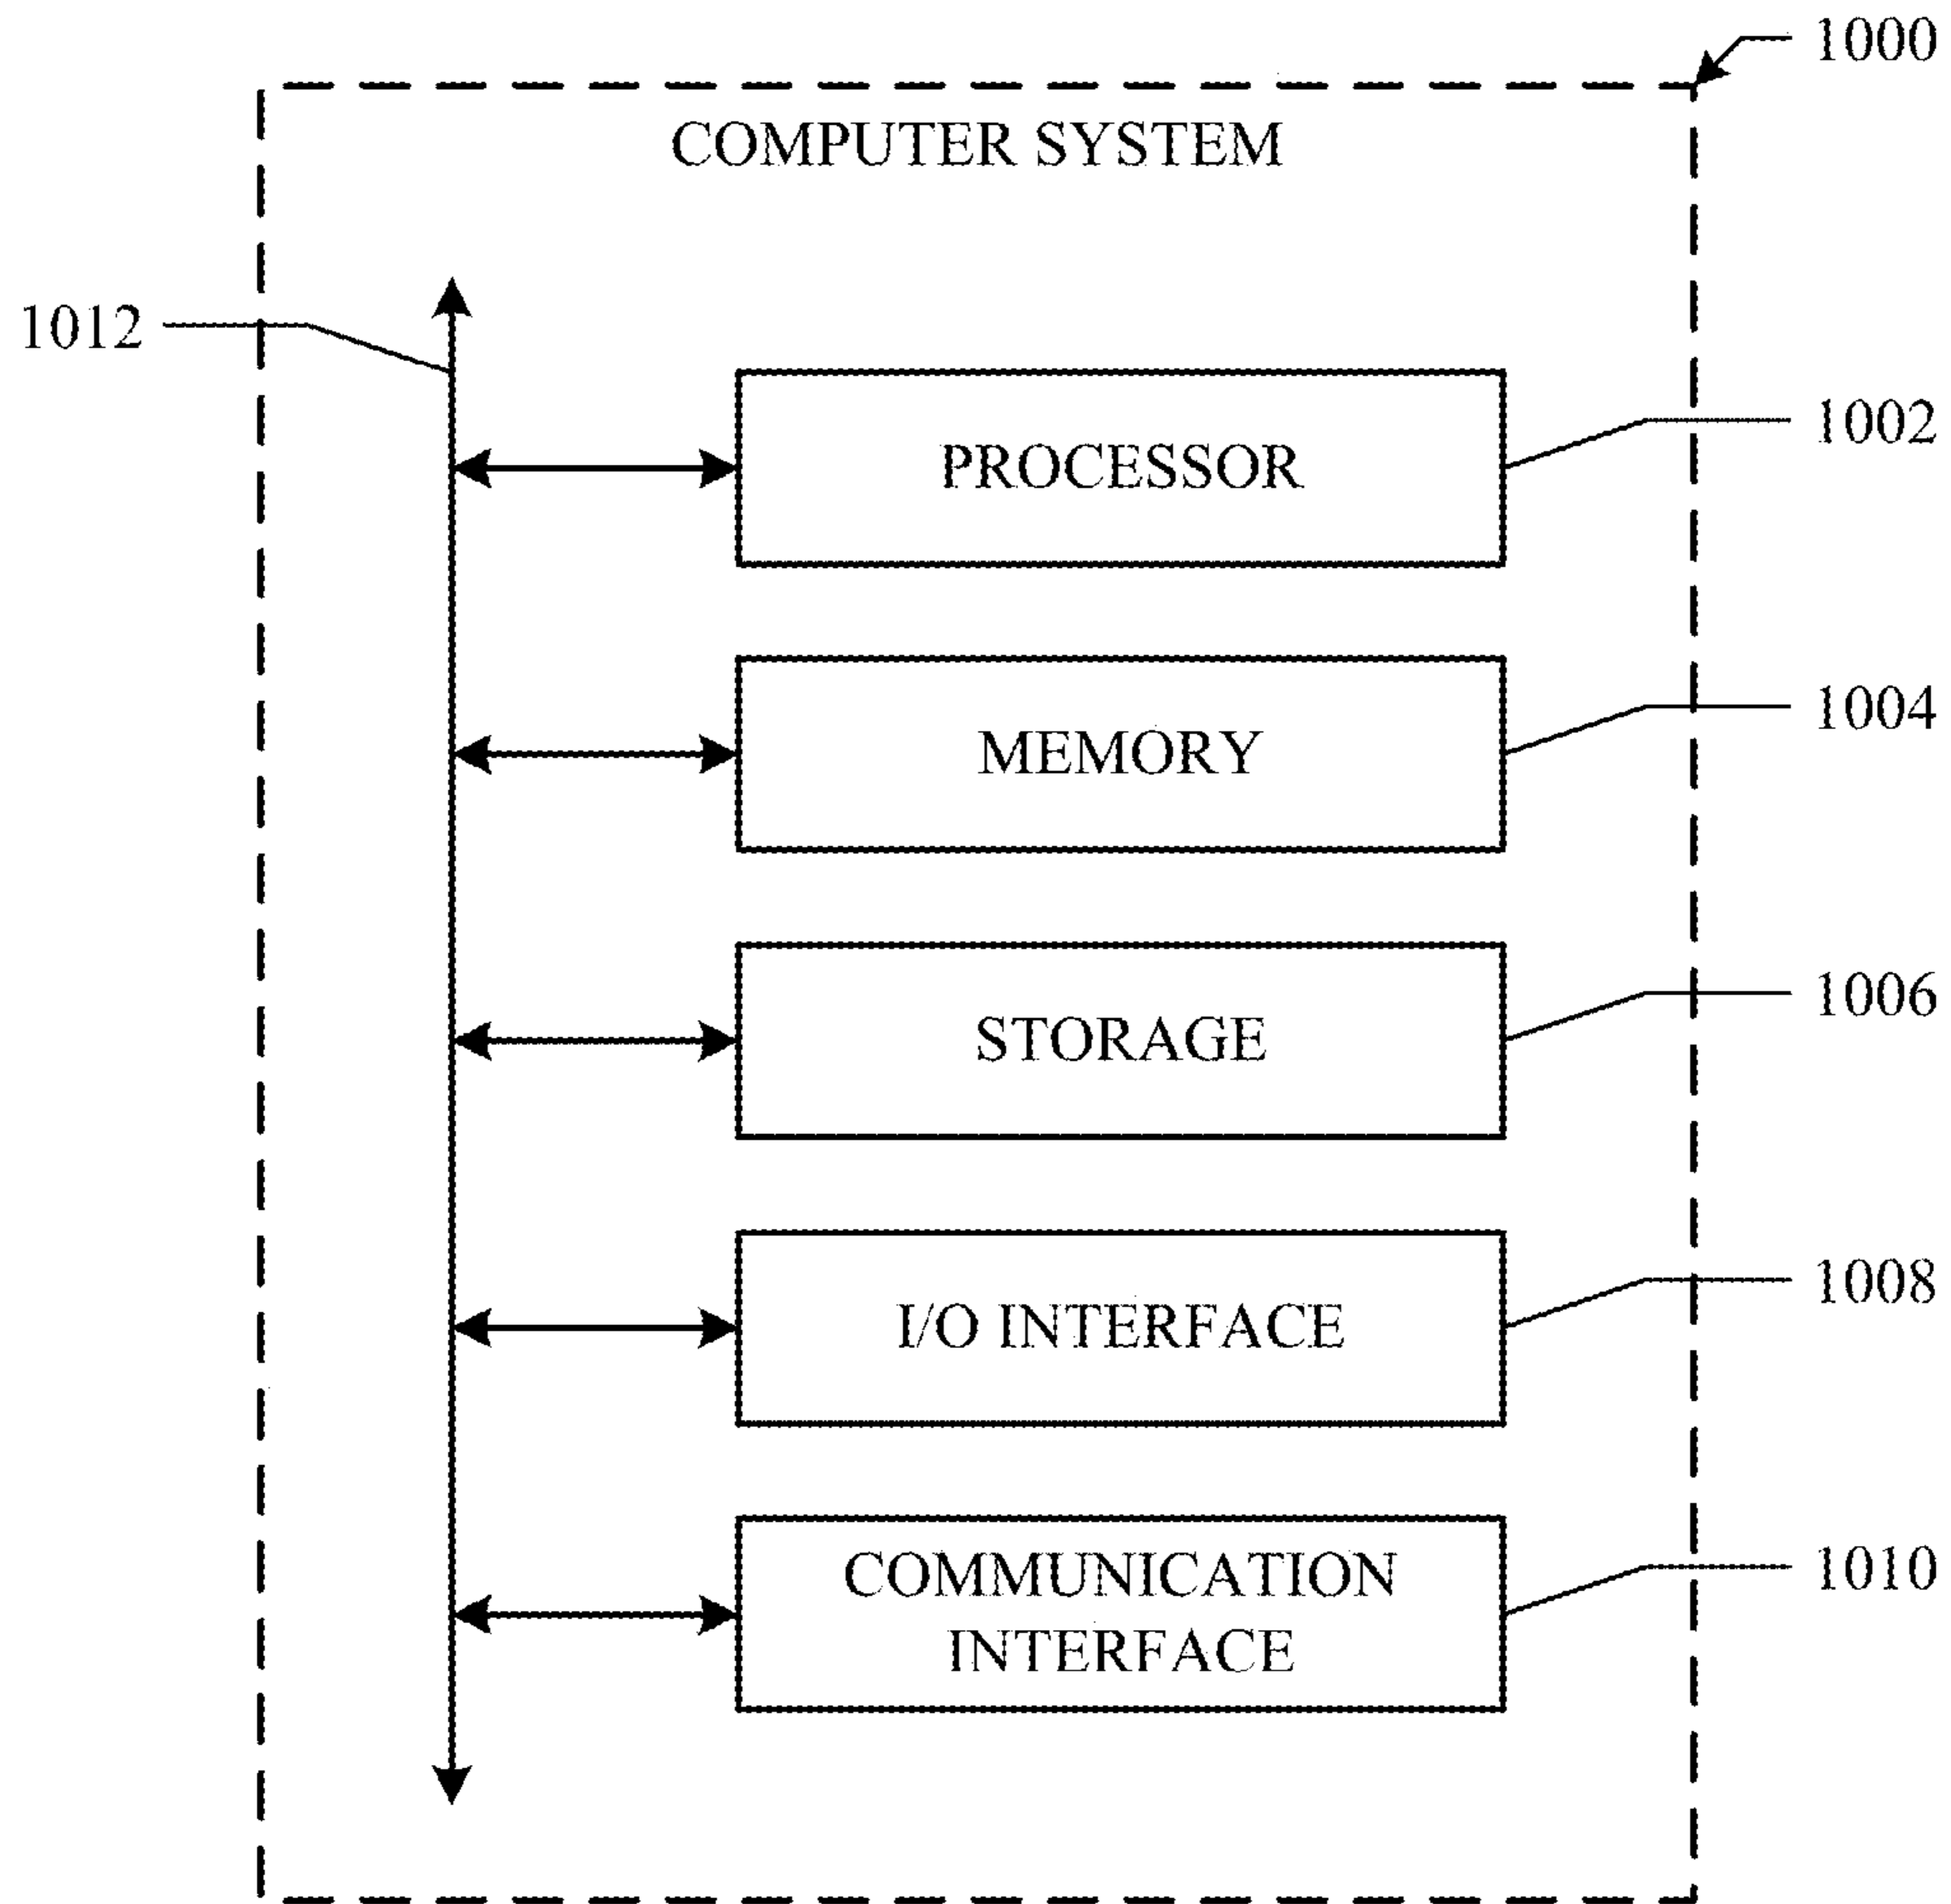 1000
COMPUTER SYSTEM
1012
PROCESSOR
1002
MEMORY
1004
STORAGE
1006
I/O INTERFACE
1008
COMMUNICATION
INTERFACE
1010